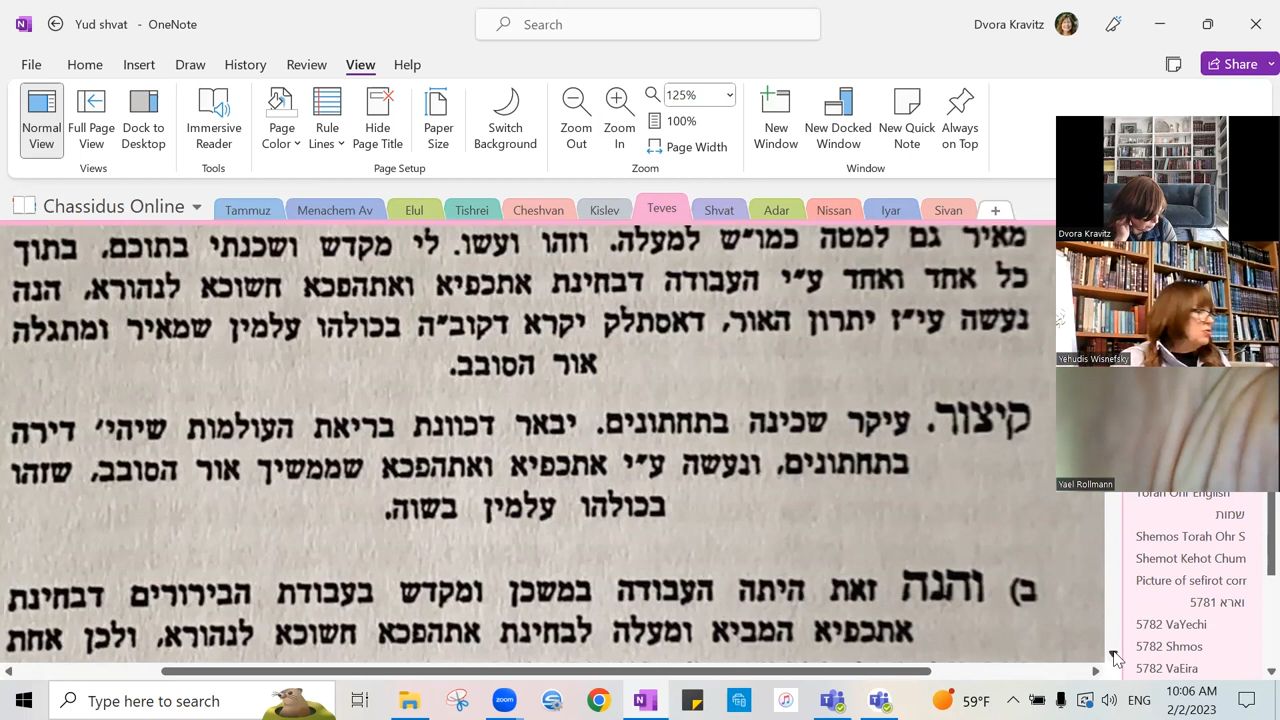 Yud shvat - OneNote
Search
Dvora Kravitz
File Home Insert Draw History Review View Help
Share
Normal View
Full Page View
Dock to Desktop
Views
Immersive Reader
Tools
Page Color
Rule Lines
Hide Page Title
Paper Size
Page Setup
Switch Background
Zoom Out
Zoom In
125%
100%
Page Width
Zoom
New Window
New Docked Window
New Quick Note
Always on Top
Window
Chassidus Online
Tammuz Menachem Av Elul Tishrei Cheshvan Kislev Teves Shvat Adar Nissan Iyar Sivan
מאיר גם למטה כמו״ש למעלה. וזהו ועשו. לי מקדש ושכנתי בתוכם, בתוך
כל אחד ואחד ע״י העבודה דבחינת אתכפיא ואתהפכא חשוכא לנהורא, הנה
נעשה עי״ז יתרון האור, דאסתלק יקרא דקוב״ה בכולהו עלמין שמאיר ומתגלה
אור הסובב.
קיצור. עיקר שכינה בתחתונים. יבאר דכוונת בריאת העולמות שיהי׳ דירה
בתחתונים, ונעשה ע״י אתכפיא ואתהפכא שממשיך אור הסובב, שזהו
בכולהו עלמין בשוה.
ב) והנה זאת היתה העבודה במשכן ומקדש בעבודת הבירורים דבחינת
אתכפיא המביא ומעלה לבחינת אתהפכא חשוכא לנהורא, ולכן אחת
Dvora Kravitz
Yehudis Wisnefsky
Yael Rollmann
Torah Ohr English
שמות
Shemos Torah Ohr S
Shemot Kehot Chum
Picture of sefirot corr
וארא 5781
5782 VaYechi
5782 Shmos
5782 VaEira
Type here to search
zoom
59°F
ENG
10:06 AM
2/2/2023